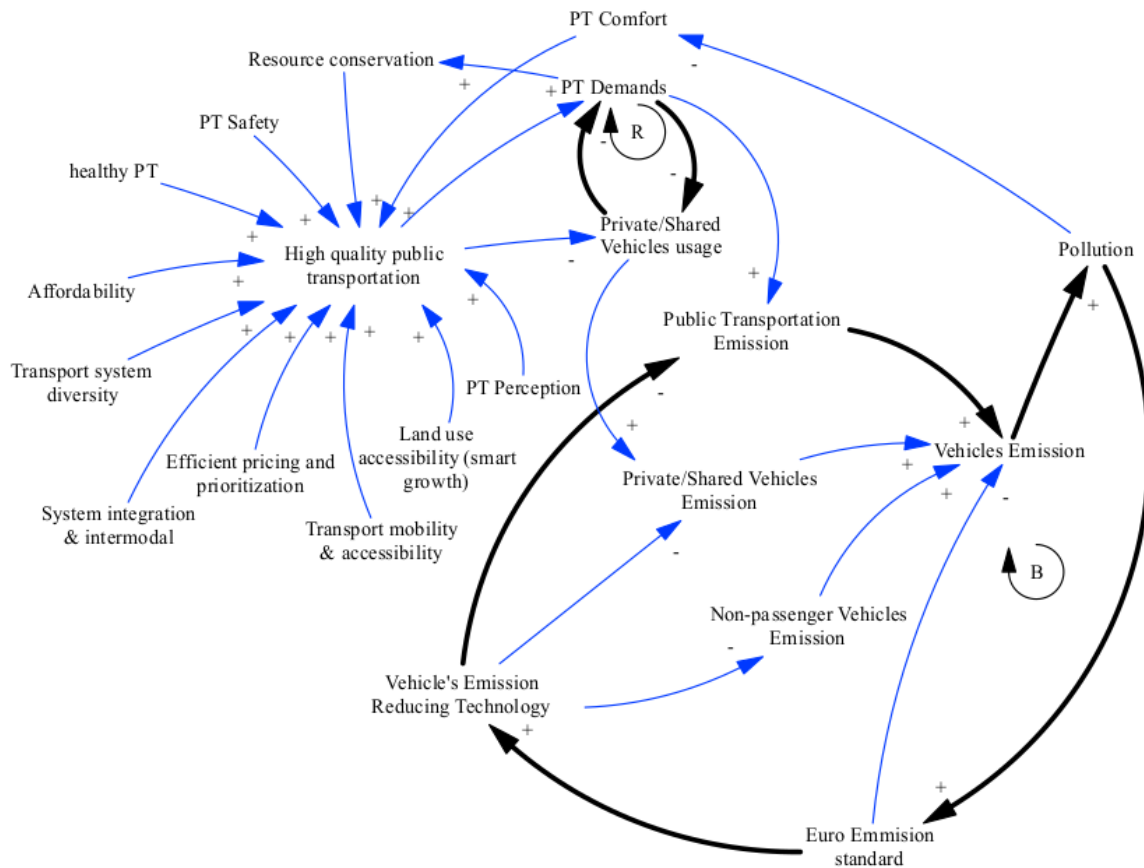 PT Comfort
-
Resource conservation
+
+
PT Demands
PT Safety
R
-
-
healthy PT
+
+
+
+
High quality public
transportation
-
Private/Shared
Vehicles usage
Pollution
+
+
+
Affordability
+
Public Transportation
Emission
+
+
+
+
+
Transport system
diversity
PT Perception
-
Land use
accessibility (smart
growth)
+
+
Vehicles Emission
Efficient pricing and
prioritization
+
+
-
Private/Shared Vehicles
Emission
System integration
& intermodal
Transport mobility
& accessibility
-
B
Non-passenger Vehicles
Emission
-
Vehicle's Emission
Reducing Technology
+
+
Euro Emmision
standard